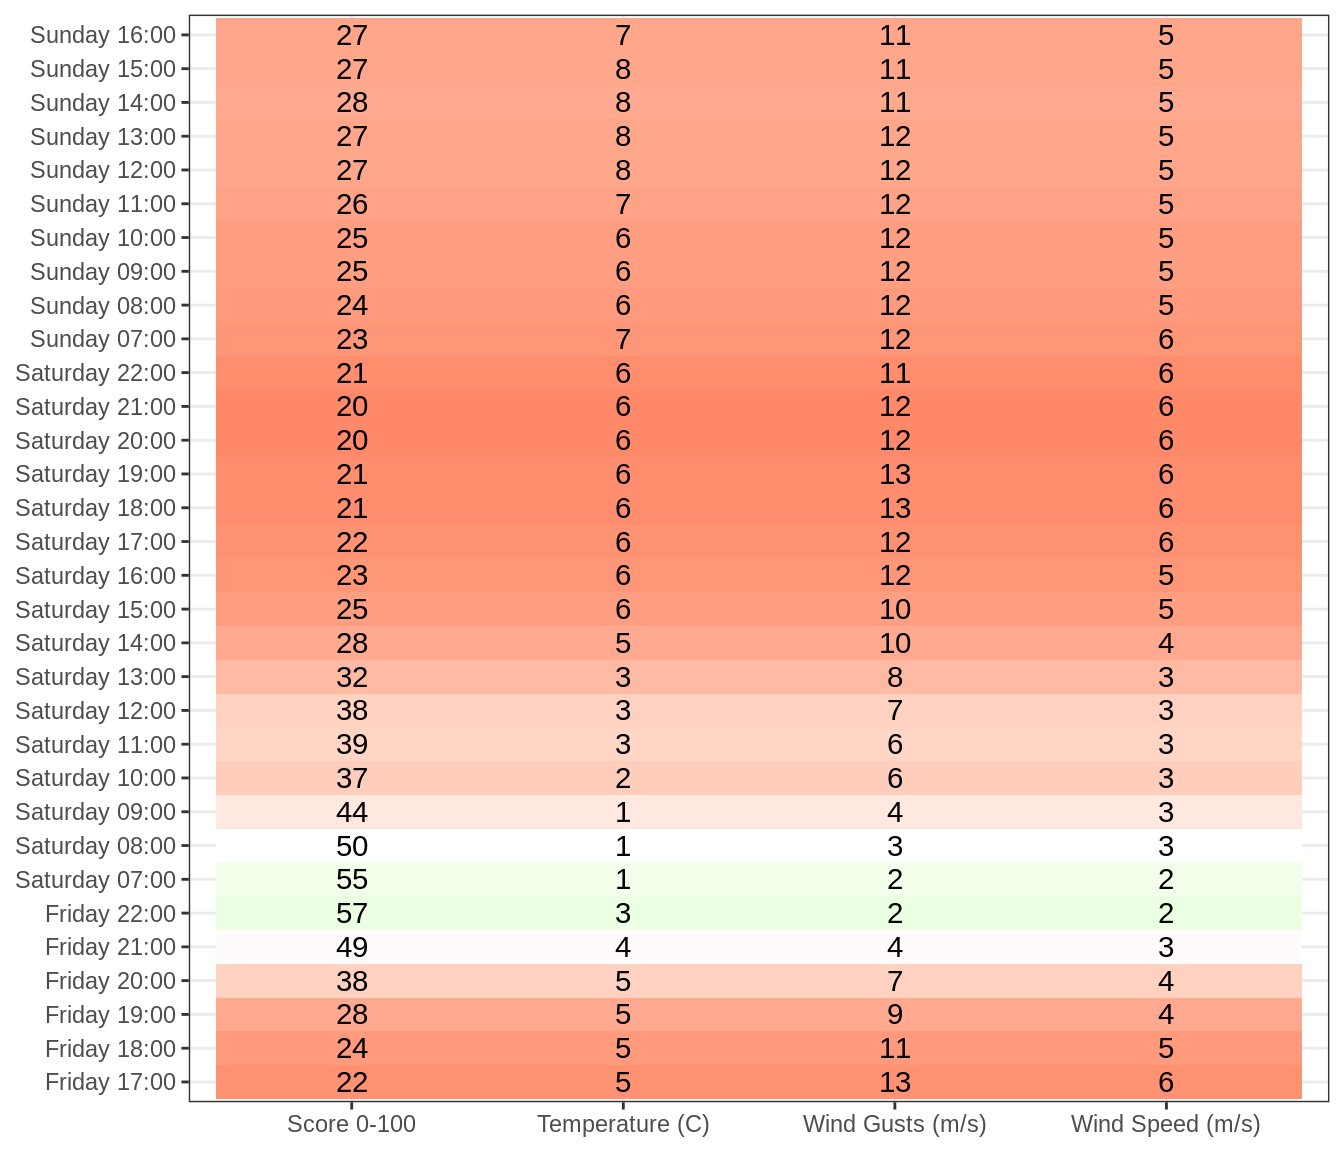 Sunday 16:00 27 7 11 5
Sunday 15:00 27 8 11 5
Sunday 14:00 28 8 11 5
Sunday 13:00 27 8 12 5
Sunday 12:00 27 8 12 5
Sunday 11:00 26 7 12 5
Sunday 10:00 25 6 12 5
Sunday 09:00 25 6 12 5
Sunday 08:00 24 6 12 5
Sunday 07:00 23 7 12 6
Saturday 22:00 21 6 11 6
Saturday 21:00 20 6 12 6
Saturday 20:00 20 6 12 6
Saturday 19:00 21 6 13 6
Saturday 18:00 21 6 13 6
Saturday 17:00 22 6 12 6
Saturday 16:00 23 6 12 5
Saturday 15:00 25 6 10 5
Saturday 14:00 28 5 10 4
Saturday 13:00 32 3 8 3
Saturday 12:00 38 3 7 3
Saturday 11:00 39 3 6 3
Saturday 10:00 37 2 6 3
Saturday 09:00 44 1 4 3
Saturday 08:00 50 1 3 3
Saturday 07:00 55 1 2 2
Friday 22:00 57 3 2 2
Friday 21:00 49 4 4 3
Friday 20:00 38 5 7 4
Friday 19:00 28 5 9 4
Friday 18:00 24 5 11 5
Friday 17:00 22 5 13 6
Score 0-100 Temperature (C) Wind Gusts (m/s) Wind Speed (m/s)